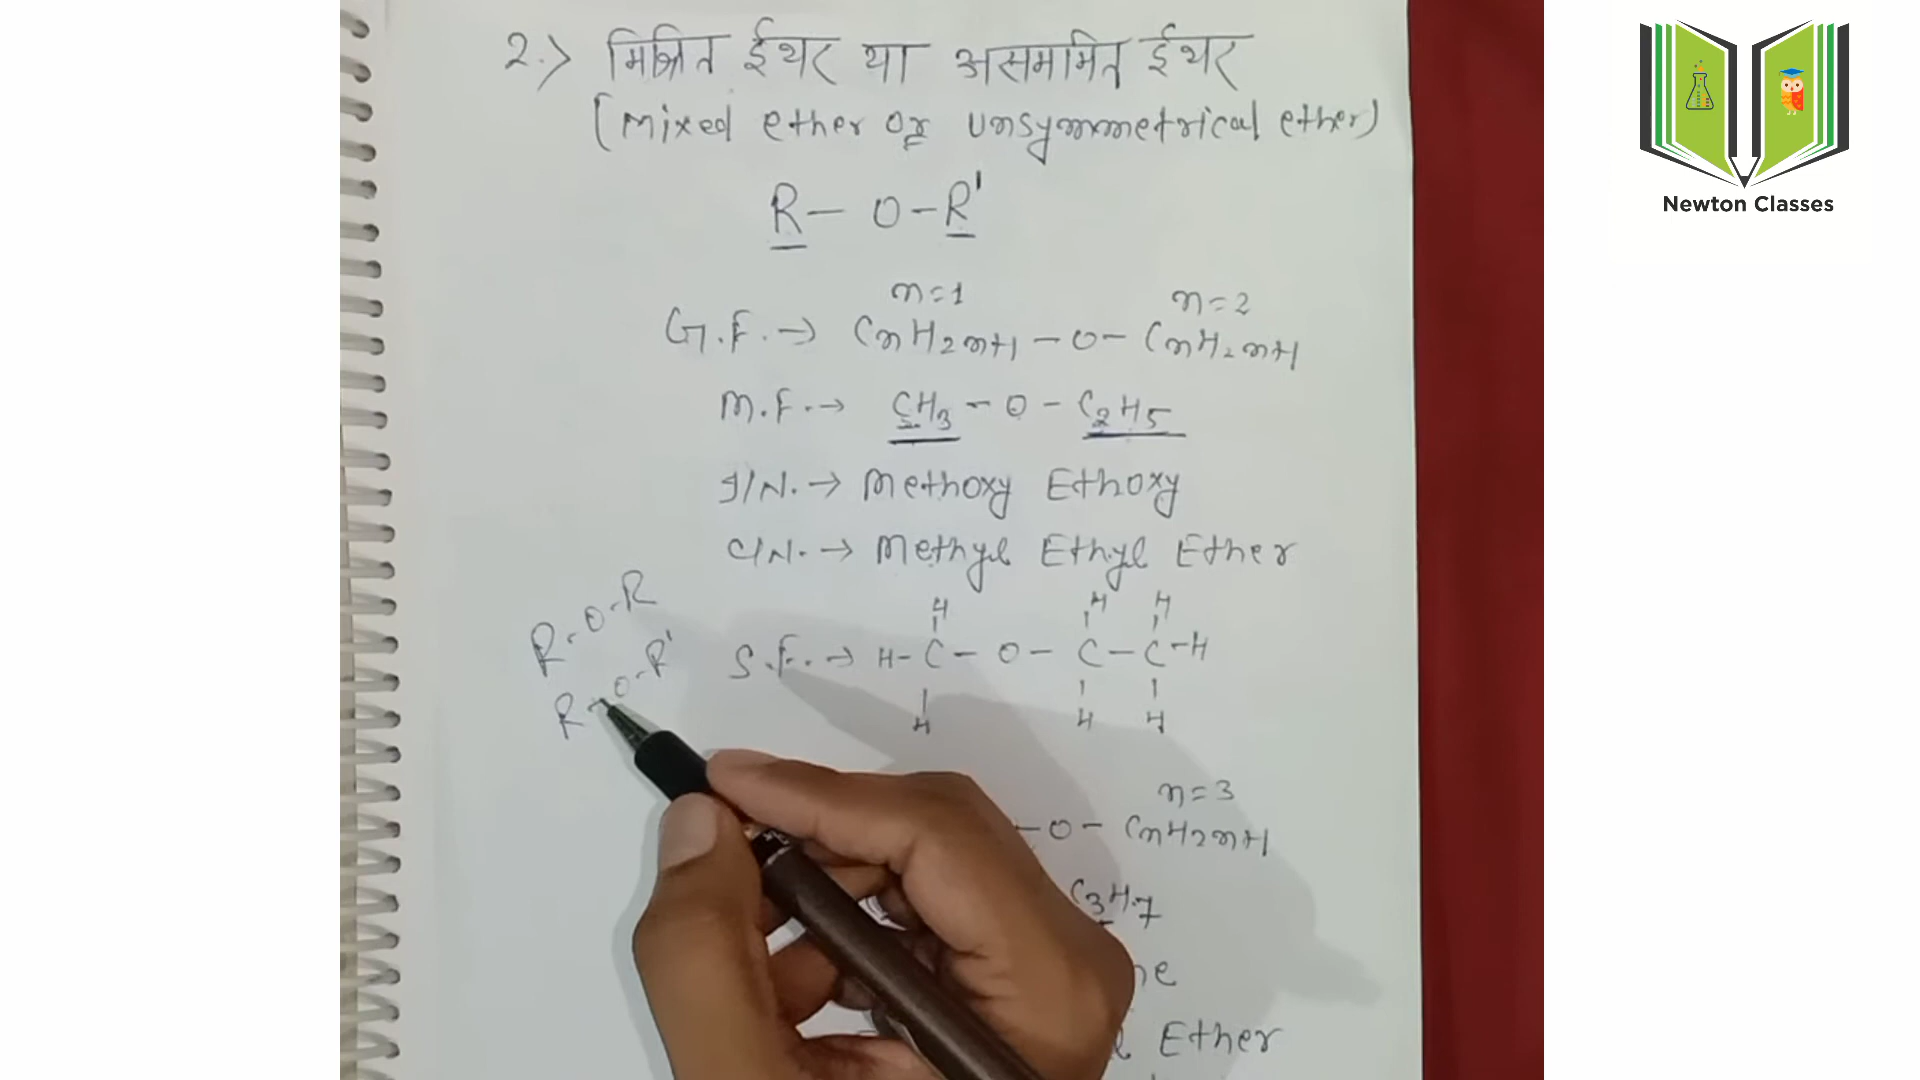 2.> मिश्रित ईथर या असममित ईथर
(Mixed ether or Unsymmetrical ether)
R — O — R'
n=1 n=2
G.F. → CnH2n+1 — O — CnH2n+1
M.F. → CH3 — O — C2H5
I/N. → Methoxy Ethoxy
C/N. → Methyl Ethyl Ether
R-O-R
R-O-R'
H H H
S.F. → H-C — O — C — C-H
H H H
n=3
— O — CnH2n+1
C3H7
Ether
Newton Classes